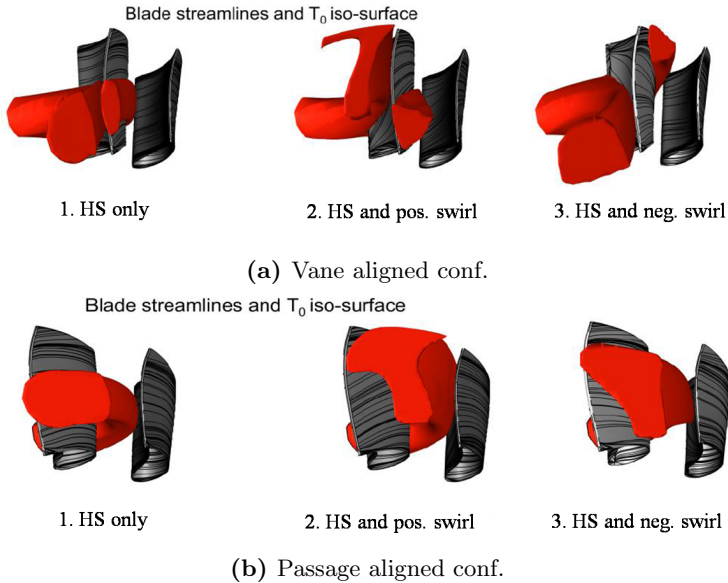 Blade streamlines and T0 iso-surface
1. HS only
2. HS and pos. swirl
3. HS and neg. swirl
(a) Vane aligned conf.
Blade streamlines and T0 iso-surface
1. HS only
2. HS and pos. swirl
3. HS and neg. swirl
(b) Passage aligned conf.